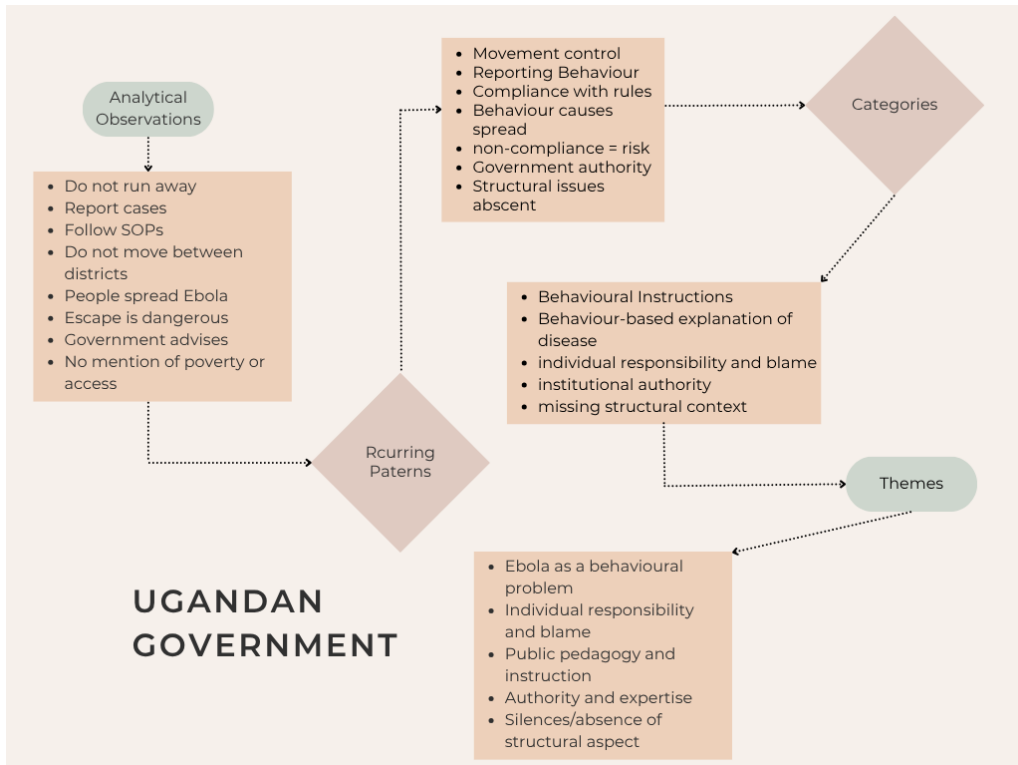 Analytical
Observations
• Do not run away
• Report cases
• Follow SOPs
• Do not move between
districts
• People spread Ebola
• Escape is dangerous
• Government advises
• No mention of poverty or
access
Rcurring
Paterns
• Movement control
• Reporting Behaviour
• Compliance with rules
• Behaviour causes
spread
• non-compliance = risk
• Government authority
• Structural issues
abscent
Categories
• Behavioural Instructions
• Behaviour-based explanation of
disease
• individual responsibility and blame
• institutional authority
• missing structural context
Themes
• Ebola as a behavioural
problem
• Individual responsibility
and blame
• Public pedagogy and
instruction
• Authority and expertise
• Silences/absence of
structural aspect
UGANDAN
GOVERNMENT